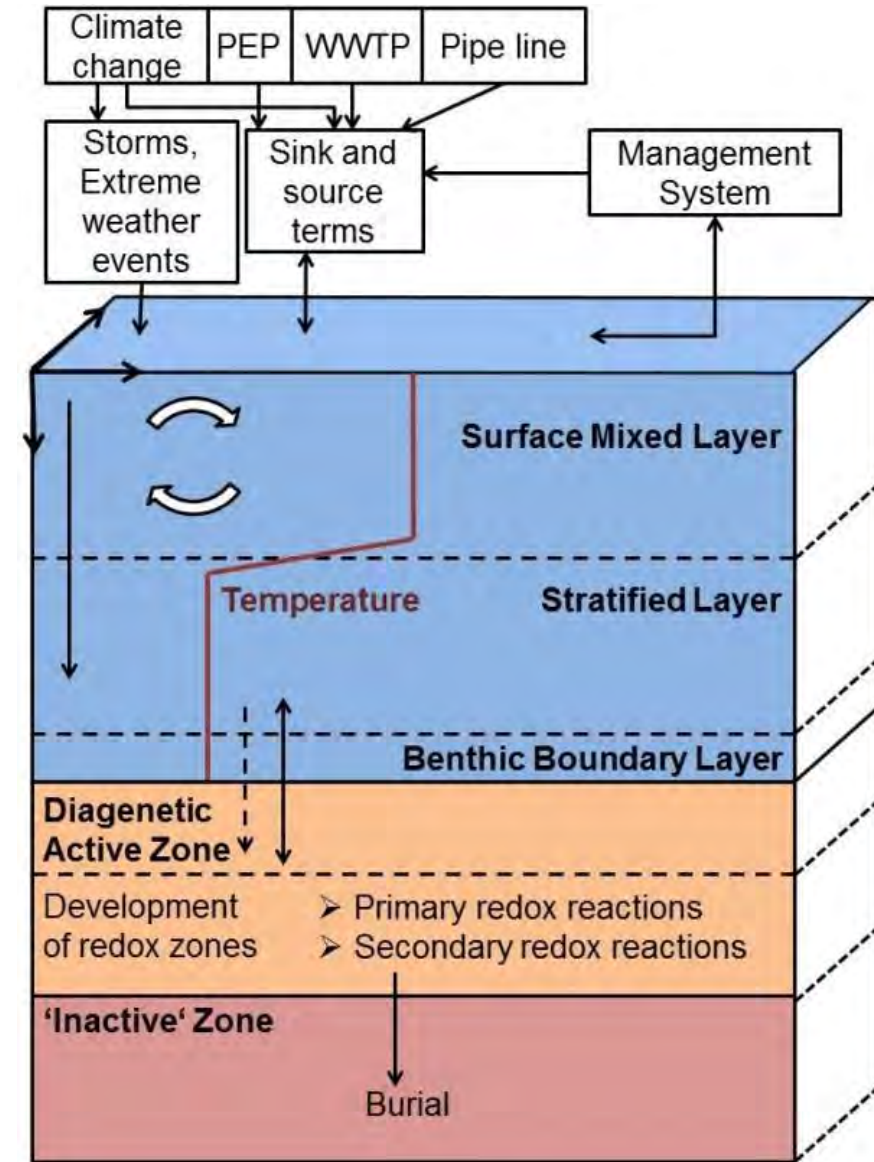 Climate
change
PEP
WWTP
Pipe line
Storms,
Extreme
weather
events
Sink and
source
terms
Management
System
Surface Mixed Layer
Temperature
Stratified Layer
Benthic Boundary Layer
Diagenetic
Active Zone
Development
of redox zones
➢ Primary redox reactions
➢ Secondary redox reactions
‘Inactive‘ Zone
Burial